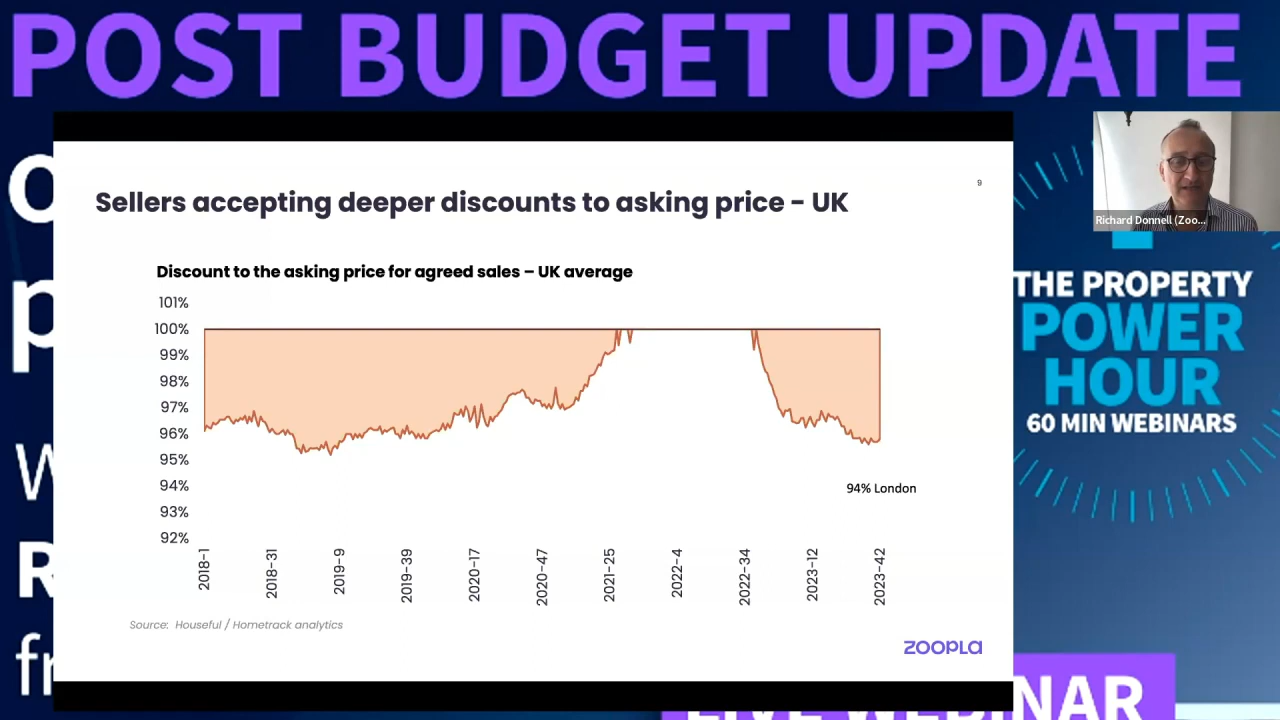 POST BUDGET UPDATE
9
Sellers accepting deeper discounts to asking price - UK
Discount to the asking price for agreed sales – UK average
101%
100%
99%
98%
97%
96%
95%
94%
93%
92%
94% London
2018-1
2018-31
2019-9
2019-39
2020-17
2020-47
2021-25
2022-4
2022-34
2023-12
2023-42
Source: Houseful / Hometrack analytics
ZOOPLA
Richard Donnell (Zoo...
THE PROPERTY
POWER
HOUR
60 MIN WEBINARS
LIVE WEBINAR